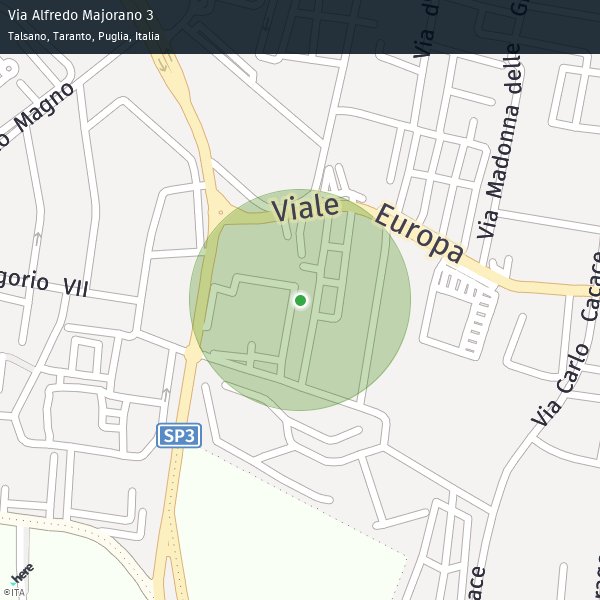 Via Alfredo Majorano 3
Talsano, Taranto, Puglia, Italia
Via d'
Via Madonna delle G
o Magno
Viale Europa
gorio VII
Via Carlo Cacace
SP3
ace
here
©ITA